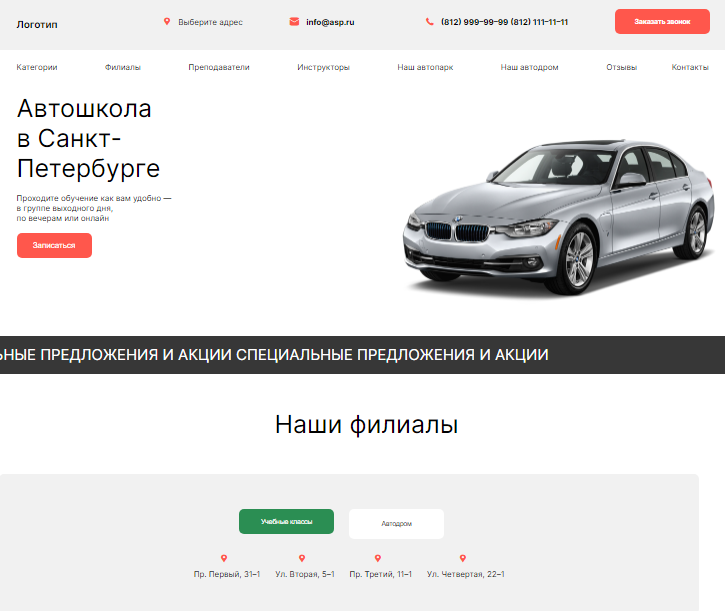 Логотип
Выберите адрес
info@asp.ru
(812) 999-99-99 (812) 111-11-11
Заказать звонок
Категории
Филиалы
Преподаватели
Инструкторы
Наш автопарк
Наш автодром
Отзывы
Контакты
Автошкола
в Санкт-
Петербурге
Проходите обучение как вам удобно —
в группе выходного дня,
по вечерам или онлайн
Записаться
ЬНЫЕ ПРЕДЛОЖЕНИЯ И АКЦИИ СПЕЦИАЛЬНЫЕ ПРЕДЛОЖЕНИЯ И АКЦИИ
Наши филиалы
Учебные классы
Автодром
Пр. Первый, 31-1
Ул. Вторая, 5-1
Пр. Третий, 11-1
Ул. Четвертая, 22-1